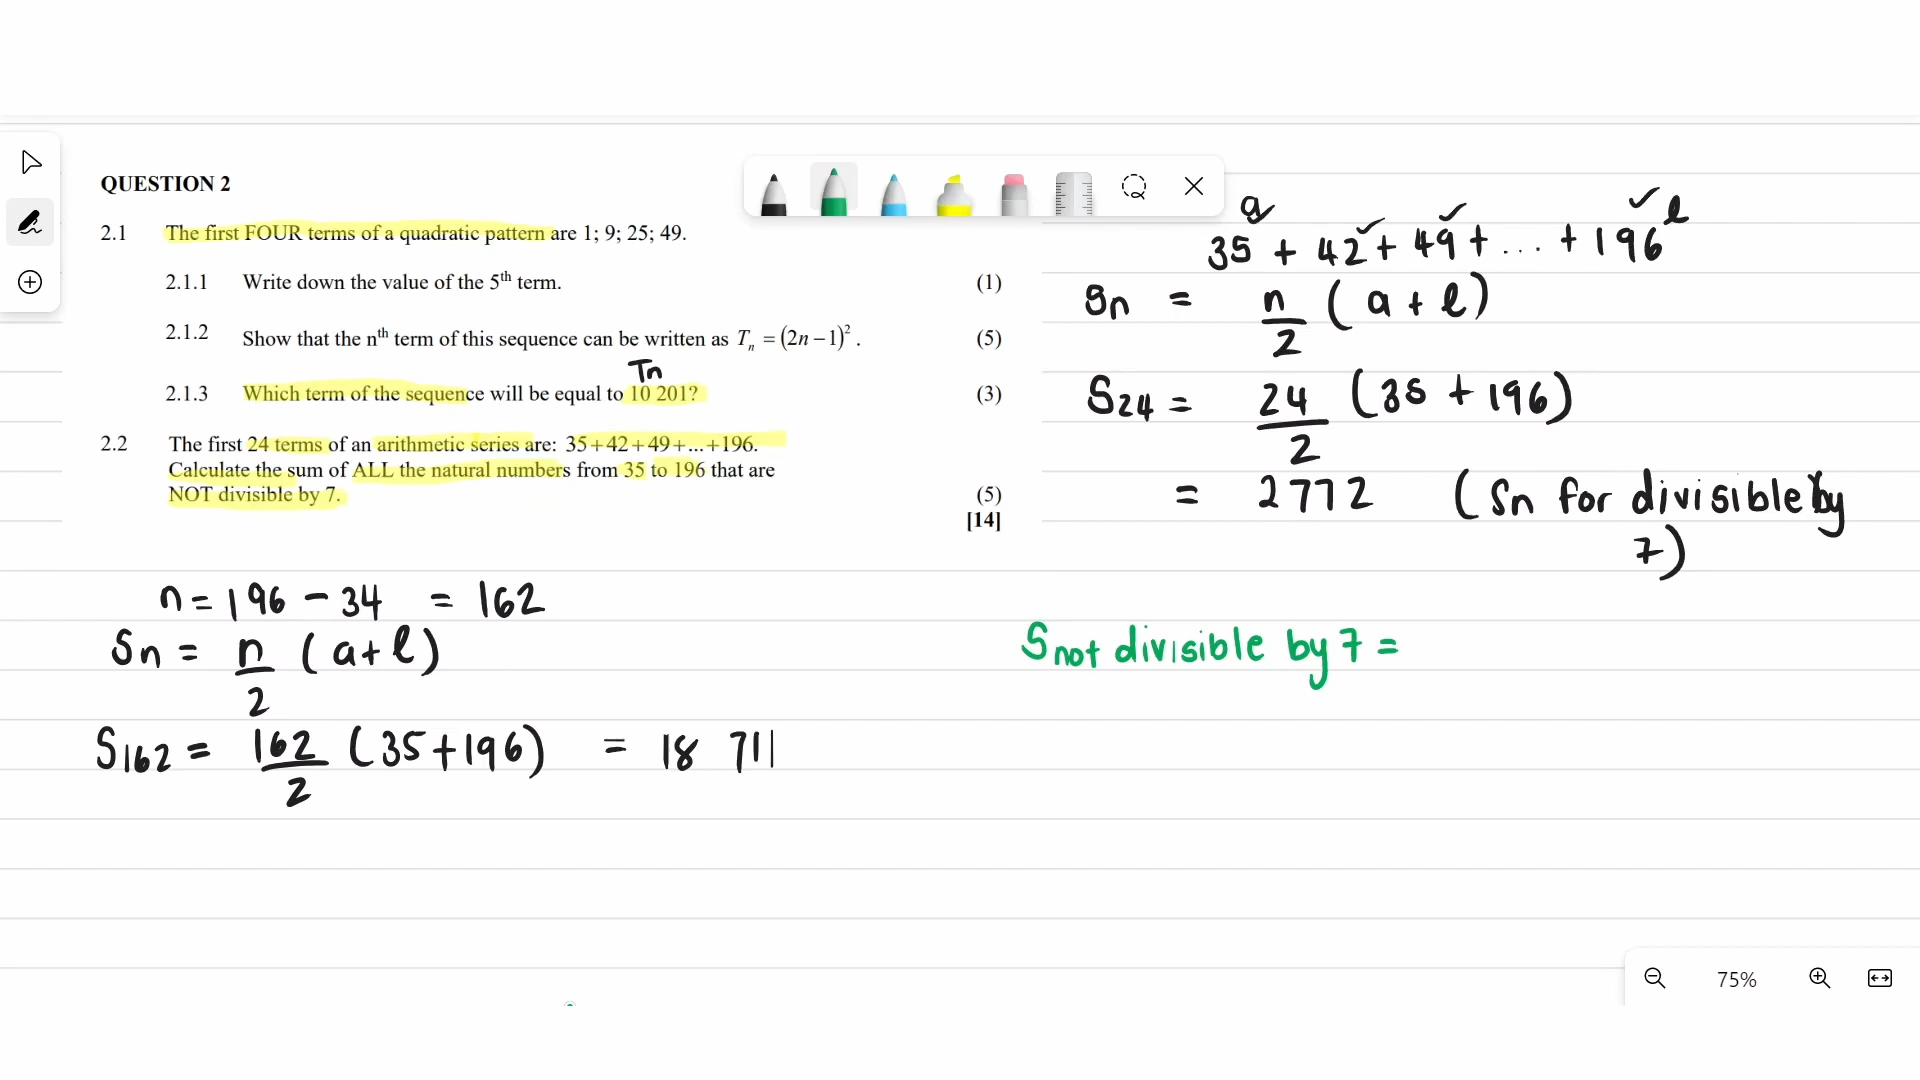 QUESTION 2
2.1 The first FOUR terms of a quadratic pattern are 1; 9; 25; 49.
2.1.1 Write down the value of the 5th term. (1)
2.1.2 Show that the nth term of this sequence can be written as Tn = (2n − 1)². (5)
Tn
2.1.3 Which term of the sequence will be equal to 10 201? (3)
2.2 The first 24 terms of an arithmetic series are: 35 + 42 + 49 + ... + 196.
Calculate the sum of ALL the natural numbers from 35 to 196 that are
NOT divisible by 7. (5)
[14]
a l
35 + 42 + 49 + ... + 196
Sn = n/2 (a + l)
S24 = 24/2 (35 + 196)
= 2772 (Sn for divisible by
7)
n = 196 − 34 = 162
Sn = n/2 (a + l)
S162 = 162/2 (35 + 196) = 18 711
S not divisible by 7 =
75%